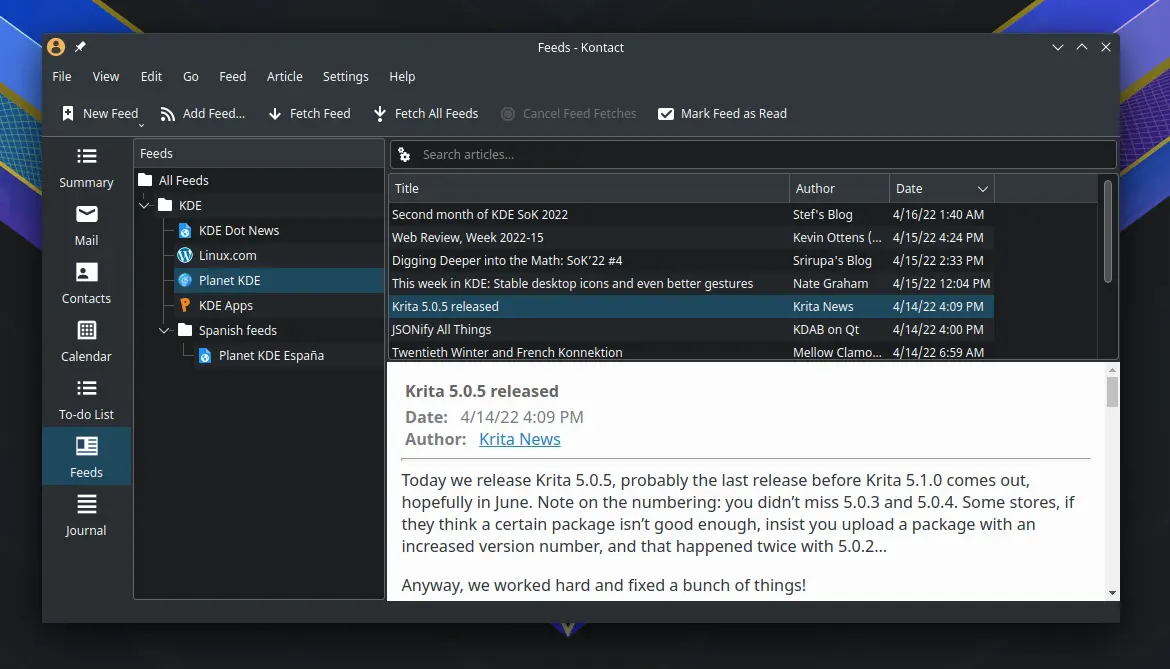 Feeds - Kontact
File View Edit Go Feed Article Settings Help
New Feed Add Feed... Fetch Feed Fetch All Feeds Cancel Feed Fetches Mark Feed as Read
Summary
Mail
Contacts
Calendar
To-do List
Feeds
Journal
Feeds
All Feeds
KDE
KDE Dot News
Linux.com
Planet KDE
KDE Apps
Spanish feeds
Planet KDE España
Search articles...
Title Author Date
Second month of KDE SoK 2022 Stef's Blog 4/16/22 1:40 AM
Web Review, Week 2022-15 Kevin Ottens (... 4/15/22 4:24 PM
Digging Deeper into the Math: SoK’22 #4 Srirupa's Blog 4/15/22 2:33 PM
This week in KDE: Stable desktop icons and even better gestures Nate Graham 4/15/22 12:04 PM
Krita 5.0.5 released Krita News 4/14/22 4:09 PM
JSONify All Things KDAB on Qt 4/14/22 4:00 PM
Twentieth Winter and French Konnektion Mellow Clamo... 4/14/22 6:59 AM
Krita 5.0.5 released
Date: 4/14/22 4:09 PM
Author: Krita News
Today we release Krita 5.0.5, probably the last release before Krita 5.1.0 comes out,
hopefully in June. Note on the numbering: you didn’t miss 5.0.3 and 5.0.4. Some stores, if
they think a certain package isn’t good enough, insist you upload a package with an
increased version number, and that happened twice with 5.0.2…
Anyway, we worked hard and fixed a bunch of things!